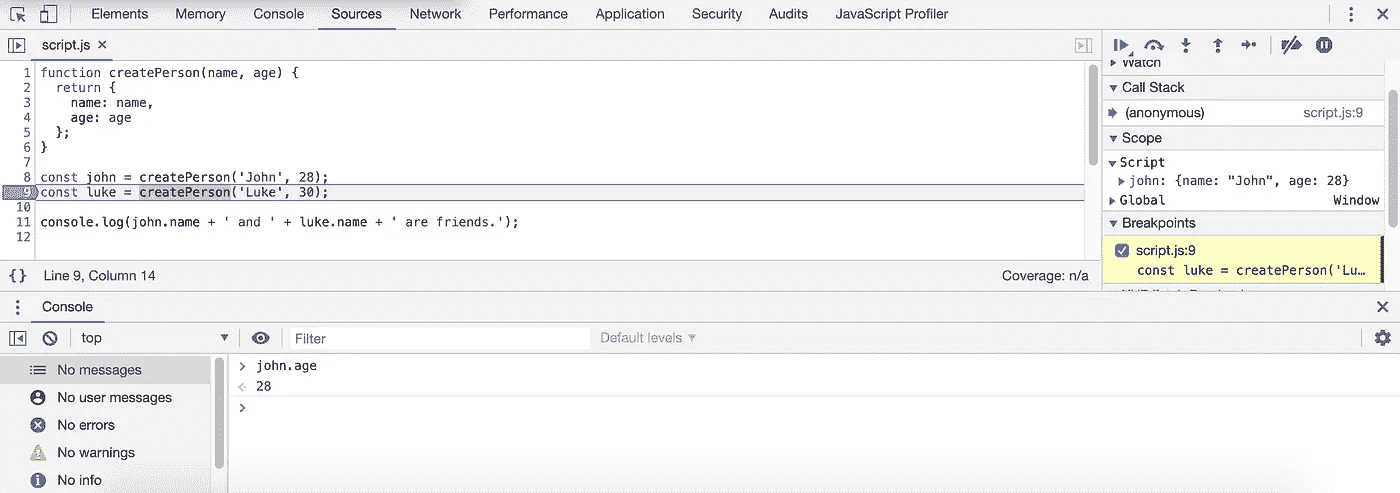 Elements Memory Console Sources Network Performance Application Security Audits JavaScript Profiler
script.js
1 function createPerson(name, age) {
2 return {
3 name: name,
4 age: age
5 };
6 }
7
8 const john = createPerson('John', 28);
9 const luke = createPerson('Luke', 30);
10
11 console.log(john.name + ' and ' + luke.name + ' are friends.');
12
{} Line 9, Column 14 Coverage: n/a
Watch
Call Stack
(anonymous) script.js:9
Scope
Script
john: {name: "John", age: 28}
Global Window
Breakpoints
script.js:9
const luke = createPerson('Lu…
Console
top Filter Default levels
No messages
No user messages
No errors
No warnings
No info
> john.age
28
>